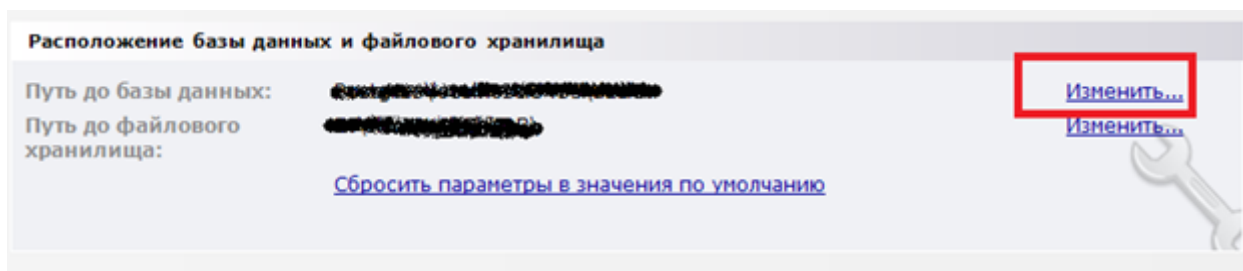 Расположение базы данных и файлового хранилища
Путь до базы данных: Изменить...
Путь до файлового Изменить...
хранилища:
Сбросить параметры в значения по умолчанию